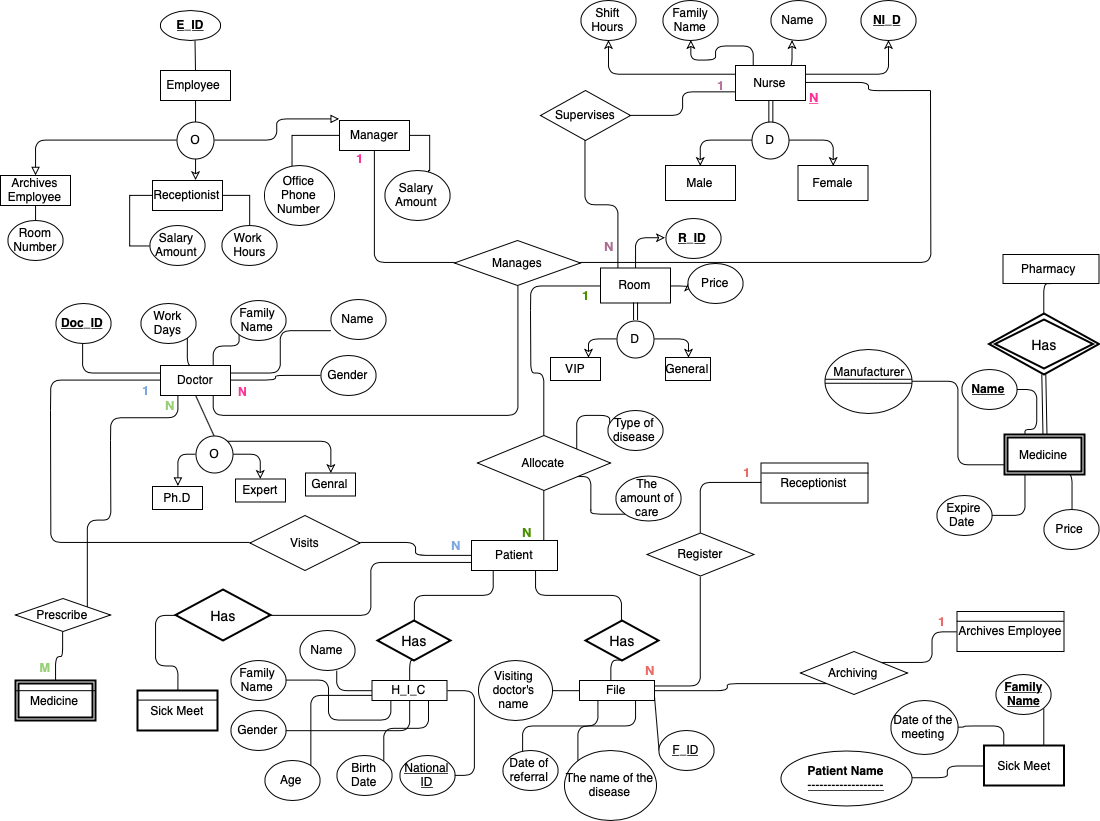 E_ID
Employee
O
Archives
Employee
Room
Number
Receptionist
Salary
Amount
Work
Hours
Manager
1
Office
Phone
Number
Salary
Amount
Shift
Hours
Family
Name
Name
NI_D
Nurse
1
N
Supervises
D
Male
Female
N
R_ID
Manages
Room
Price
1
D
VIP
General
Pharmacy
Has
Manufacturer
Name
Medicine
Expire
Date
Price
Doc_ID
Work
Days
Family
Name
Name
Gender
Doctor
1
N
N
O
Ph.D
Expert
Genral
Type of
disease
Allocate
The
amount of
care
1
Receptionist
Visits
N
N
Patient
Register
Prescribe
M
Medicine
Has
Sick Meet
Has
Has
Name
Family
Name
H_I_C
Gender
Age
Birth
Date
National
ID
Visiting
doctor's
name
N
File
Date of
referral
The name of the
disease
F_ID
1
Archives Employee
Archiving
Family
Name
Date of the
meeting
Sick Meet
Patient Name
--------------------